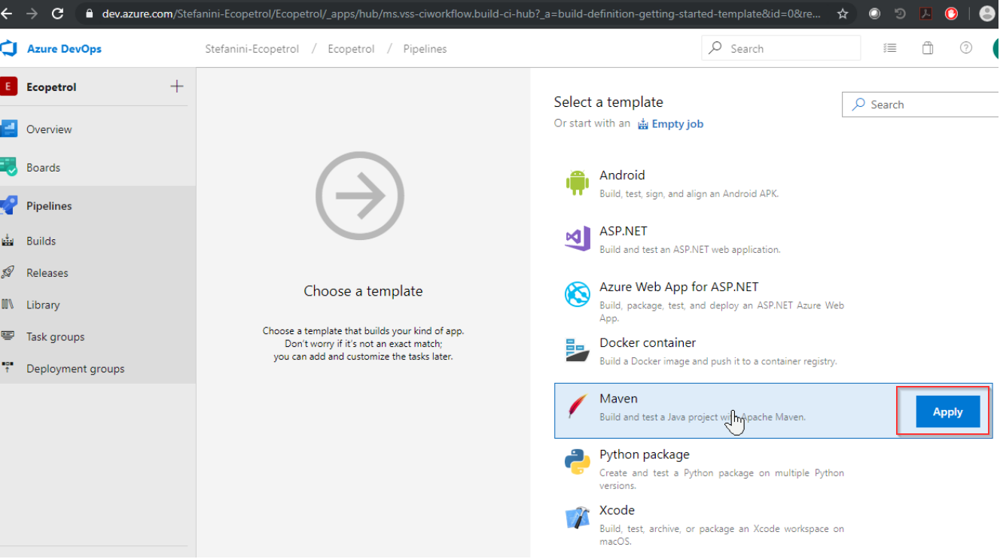 dev.azure.com/Stefanini-Ecopetrol/Ecopetrol/_apps/hub/ms.vss-ciworkflow.build-ci-hub?_a=build-definition-getting-started-template&id=0&re...
Azure DevOps
Stefanini-Ecopetrol / Ecopetrol / Pipelines
Search
E
Ecopetrol
Overview
Boards
Pipelines
Builds
Releases
Library
Task groups
Deployment groups
Choose a template
Choose a template that builds your kind of app.
Don't worry if it's not an exact match;
you can add and customize the tasks later.
Select a template
Or start with an Empty job
Search
Android
Build, test, sign, and align an Android APK.
ASP.NET
Build and test an ASP.NET web application.
Azure Web App for ASP.NET
Build, package, test, and deploy an ASP.NET Azure Web
App.
Docker container
Build a Docker image and push it to a container registry.
Maven
Build and test a Java project with Apache Maven.
Apply
Python package
Create and test a Python package on multiple Python
versions.
Xcode
Build, test, archive, or package an Xcode workspace on
macOS.